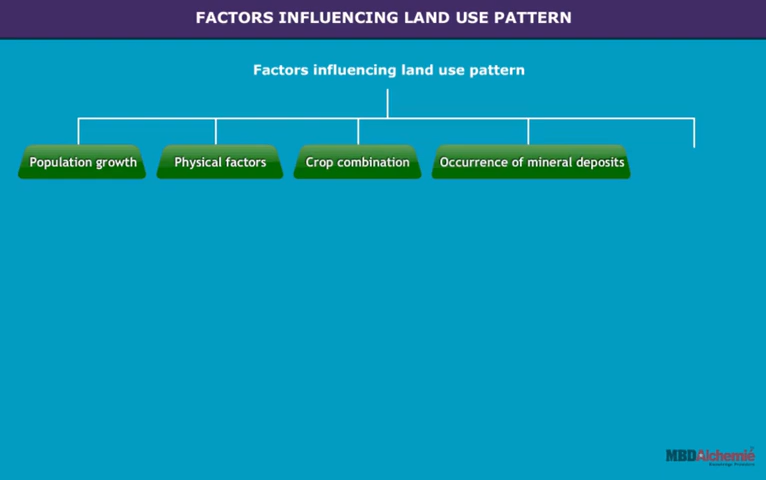 FACTORS INFLUENCING LAND USE PATTERN
Factors influencing land use pattern
Population growth
Physical factors
Crop combination
Occurrence of mineral deposits
MBDAlchemie